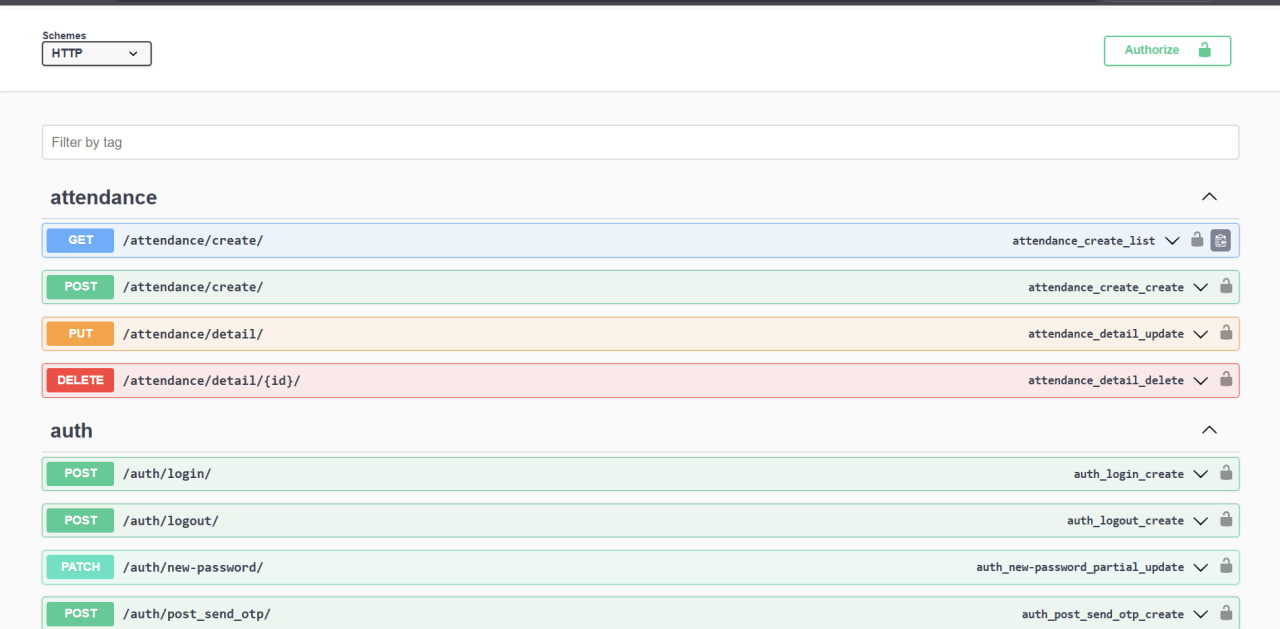 Schemes
HTTP
Authorize
Filter by tag
attendance
GET /attendance/create/ attendance_create_list
POST /attendance/create/ attendance_create_create
PUT /attendance/detail/ attendance_detail_update
DELETE /attendance/detail/{id}/ attendance_detail_delete
auth
POST /auth/login/ auth_login_create
POST /auth/logout/ auth_logout_create
PATCH /auth/new-password/ auth_new-password_partial_update
POST /auth/post_send_otp/ auth_post_send_otp_create